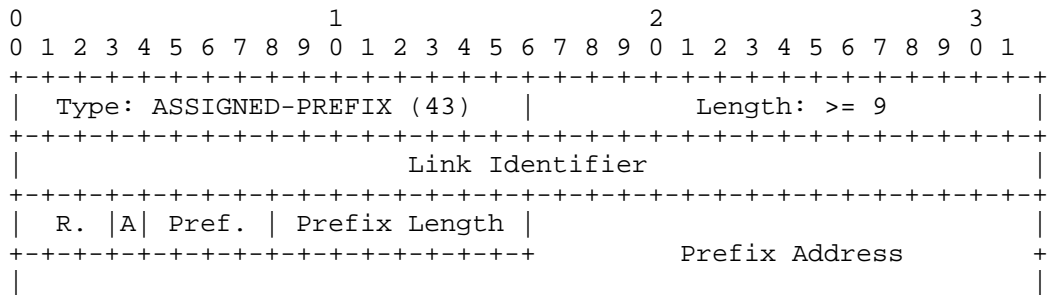 0                   1                   2                   3
0 1 2 3 4 5 6 7 8 9 0 1 2 3 4 5 6 7 8 9 0 1 2 3 4 5 6 7 8 9 0 1
+-+-+-+-+-+-+-+-+-+-+-+-+-+-+-+-+-+-+-+-+-+-+-+-+-+-+-+-+-+-+-+-+
|  Type: ASSIGNED-PREFIX (43)   |          Length: >= 9         |
+-+-+-+-+-+-+-+-+-+-+-+-+-+-+-+-+-+-+-+-+-+-+-+-+-+-+-+-+-+-+-+-+
|                        Link Identifier                        |
+-+-+-+-+-+-+-+-+-+-+-+-+-+-+-+-+-+-+-+-+-+-+-+-+-+-+-+-+-+-+-+-+
|  R. |A| Pref. | Prefix Length |                               |
+-+-+-+-+-+-+-+-+-+-+-+-+-+-+-+-+         Prefix Address        +
|                                                               |